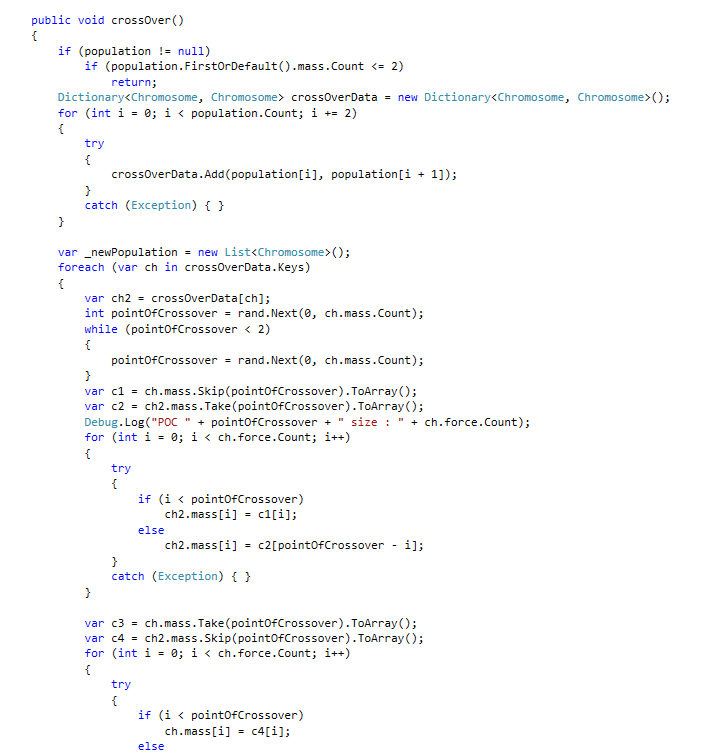 public void crossOver()
{
if (population != null)
if (population.FirstOrDefault().mass.Count <= 2)
return;
Dictionary<Chromosome, Chromosome> crossOverData = new Dictionary<Chromosome, Chromosome>();
for (int i = 0; i < population.Count; i += 2)
{
try
{
crossOverData.Add(population[i], population[i + 1]);
}
catch (Exception) { }
}
var _newPopulation = new List<Chromosome>();
foreach (var ch in crossOverData.Keys)
{
var ch2 = crossOverData[ch];
int pointOfCrossover = rand.Next(0, ch.mass.Count);
while (pointOfCrossover < 2)
{
pointOfCrossover = rand.Next(0, ch.mass.Count);
}
var c1 = ch.mass.Skip(pointOfCrossover).ToArray();
var c2 = ch2.mass.Take(pointOfCrossover).ToArray();
Debug.Log("POC " + pointOfCrossover + " size : " + ch.force.Count);
for (int i = 0; i < ch.force.Count; i++)
{
try
{
if (i < pointOfCrossover)
ch2.mass[i] = c1[i];
else
ch2.mass[i] = c2[pointOfCrossover - i];
}
catch (Exception) { }
}
var c3 = ch.mass.Take(pointOfCrossover).ToArray();
var c4 = ch2.mass.Skip(pointOfCrossover).ToArray();
for (int i = 0; i < ch.force.Count; i++)
{
try
{
if (i < pointOfCrossover)
ch.mass[i] = c4[i];
else